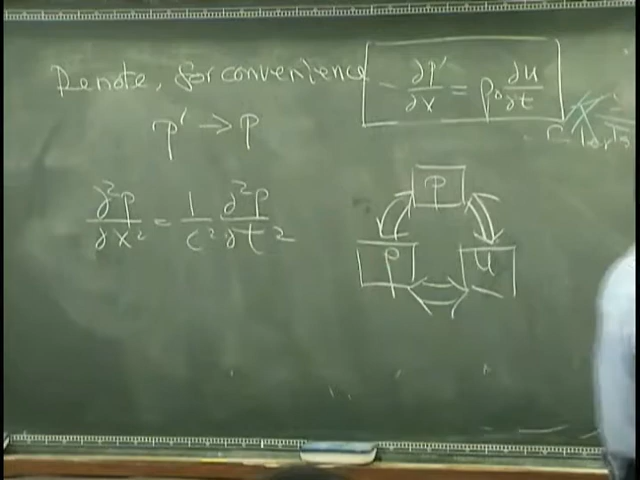 Denote, for convenience
p' → p
∂²p/∂x² = 1/c² ∂²p/∂t²
- ∂p'/∂x = ρ₀ ∂u/∂t
p
ρ
u